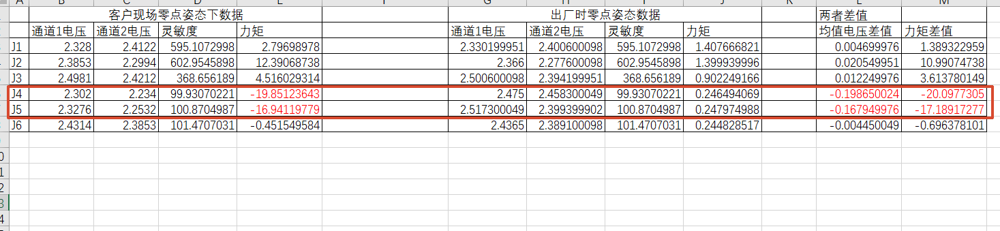 客户现场零点姿态下数据 出厂时零点姿态数据 两者差值
通道1电压 通道2电压 灵敏度 力矩 通道1电压 通道2电压 灵敏度 力矩 均值电压差值 力矩差值
J1 2.328 2.4122 595.1072998 2.79698978 2.330199951 2.400600098 595.1072998 1.407666821 0.004699976 1.389322959
J2 2.3853 2.2994 602.9545898 12.39068738 2.366 2.277600098 602.9545898 1.399939996 0.020549951 10.99074738
J3 2.4981 2.4212 368.656189 4.516029314 2.500600098 2.394199951 368.656189 0.902249166 0.012249976 3.613780149
J4 2.302 2.234 99.93070221 -19.85123643 2.475 2.458300049 99.93070221 0.246494069 -0.198650024 -20.0977305
J5 2.3276 2.2532 100.8704987 -16.94119779 2.517300049 2.399399902 100.8704987 0.247974988 -0.167949976 -17.18917277
J6 2.4314 2.3853 101.4707031 -0.451549584 2.4365 2.389100098 101.4707031 0.244828517 -0.004450049 -0.696378101